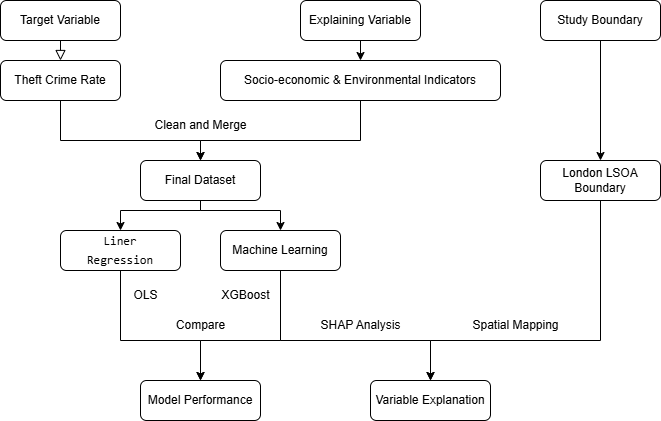 Target Variable
Explaining Variable
Study Boundary
Theft Crime Rate
Socio-economic & Environmental Indicators
Clean and Merge
Final Dataset
London LSOA
Boundary
Liner
Regression
Machine Learning
OLS
XGBoost
Compare
SHAP Analysis
Spatial Mapping
Model Performance
Variable Explanation